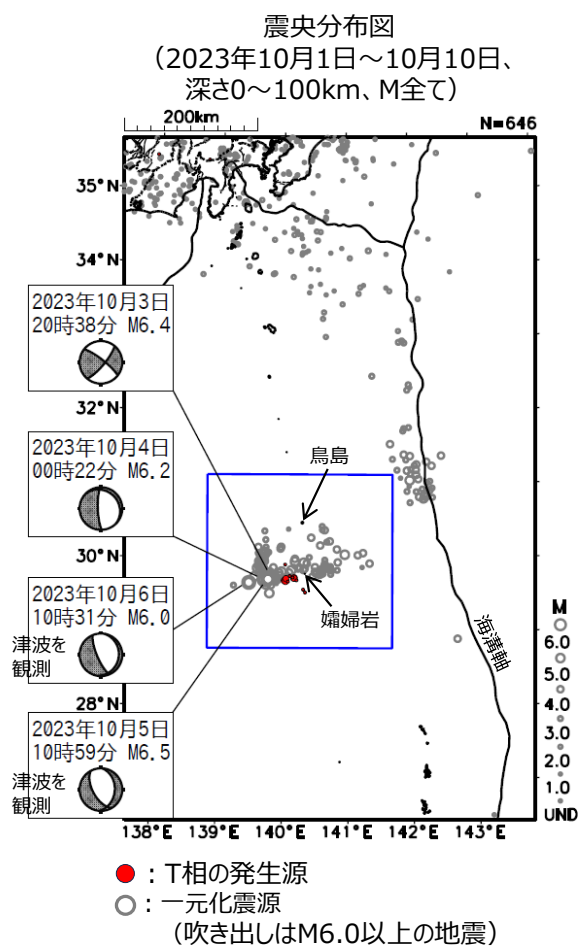 震央分布図
（2023年10月1日～10月10日、
深さ0～100km、M全て）
200km
N=646
35°N
34°N
2023年10月3日
20時38分 M6.4
32°N
2023年10月4日
00時22分 M6.2
鳥島
30°N
2023年10月6日
10時31分 M6.0
津波を
観測
孀婦岩
海溝軸
M
6.0
5.0
4.0
3.0
2.0
1.0
UND
28°N
2023年10月5日
10時59分 M6.5
津波を
観測
138°E
139°E
140°E
141°E
142°E
143°E
：T相の発生源
：一元化震源
（吹き出しはM6.0以上の地震）